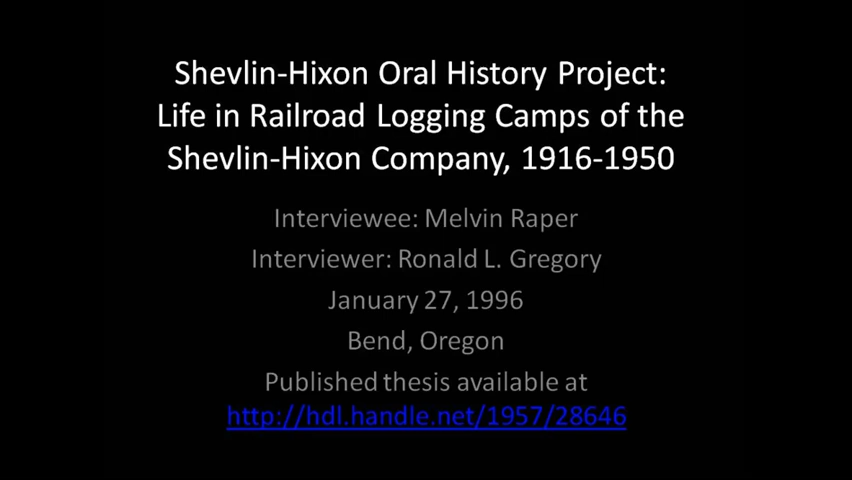 Shevlin-Hixon Oral History Project:
Life in Railroad Logging Camps of the
Shevlin-Hixon Company, 1916-1950
Interviewee: Melvin Raper
Interviewer: Ronald L. Gregory
January 27, 1996
Bend, Oregon
Published thesis available at
http://hdl.handle.net/1957/28646